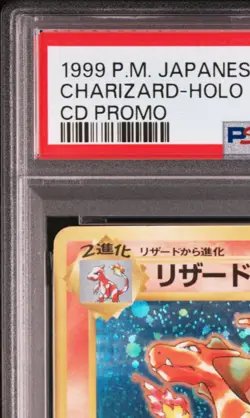 1999 P.M. JAPANES
CHARIZARD-HOLO
CD PROMO
PS
2進化
リザードから進化
リザード